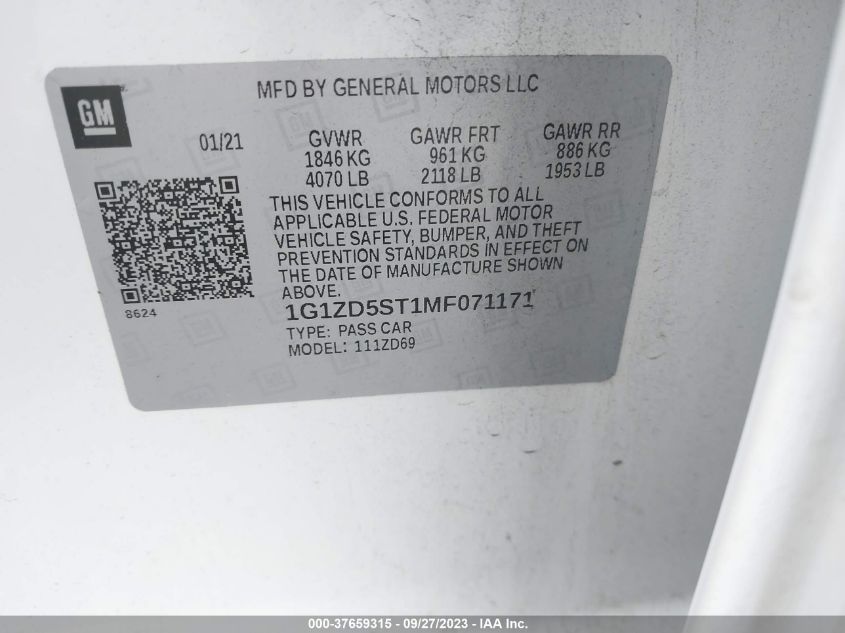 MFD BY GENERAL MOTORS LLC
GM
01/21 GVWR GAWR FRT GAWR RR
1846 KG 961 KG 886 KG
4070 LB 2118 LB 1953 LB
THIS VEHICLE CONFORMS TO ALL
APPLICABLE U.S. FEDERAL MOTOR
VEHICLE SAFETY, BUMPER, AND THEFT
PREVENTION STANDARDS IN EFFECT ON
THE DATE OF MANUFACTURE SHOWN
ABOVE.
8624
1G1ZD5ST1MF071171
TYPE: PASS CAR
MODEL: 111ZD69
000-37659315 - 09/27/2023 - IAA Inc.